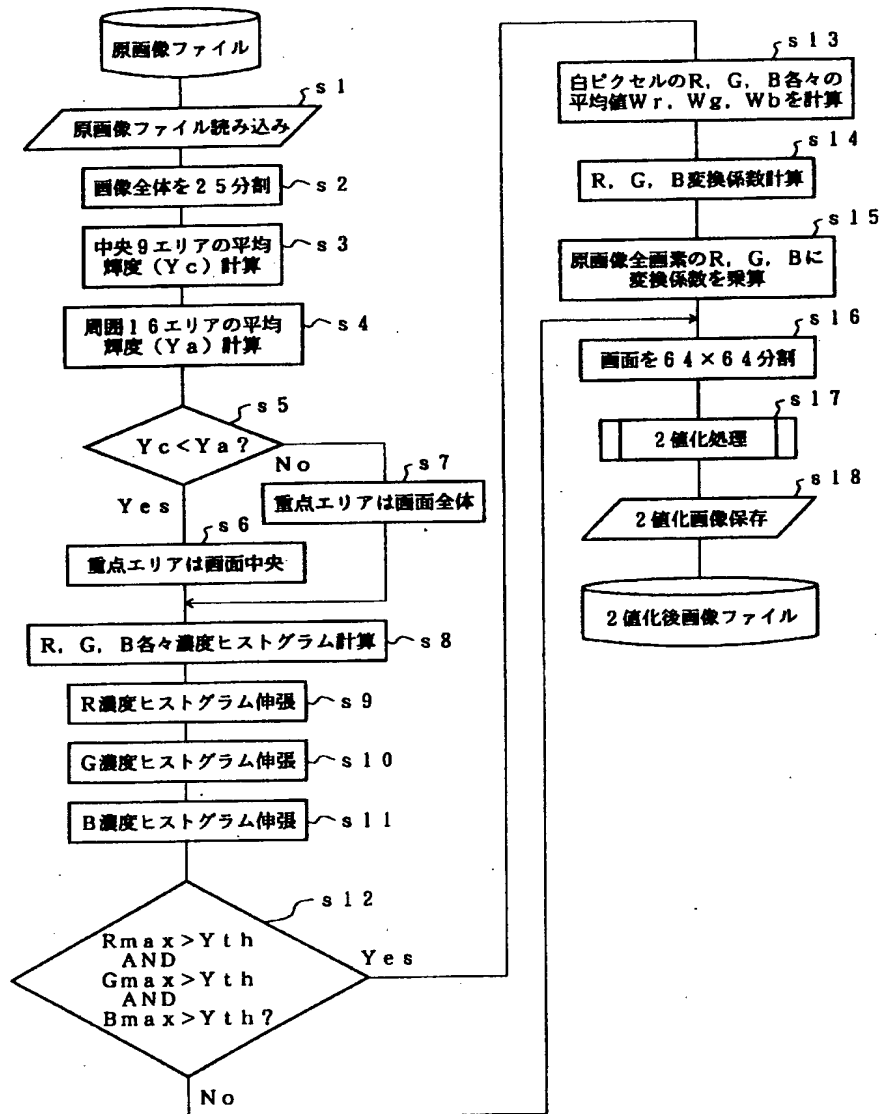 原画像ファイル
s1
原画像ファイル読み込み
画像全体を25分割
s2
中央9エリアの平均
輝度(Yc)計算
s3
周囲16エリアの平均
輝度(Ya)計算
s4
s5
Yc<Ya?
No
Yes
s7
重点エリアは画面全体
s6
重点エリアは画面中央
R,G,B各々濃度ヒストグラム計算
s8
R濃度ヒストグラム伸張
s9
G濃度ヒストグラム伸張
s10
B濃度ヒストグラム伸張
s11
s12
Rmax>Yth
AND
Gmax>Yth
AND
Bmax>Yth?
Yes
No
s13
白ピクセルのR,G,B各々の
平均値Wr,Wg,Wbを計算
s14
R,G,B変換係数計算
s15
原画像全画素のR,G,Bに
変換係数を乗算
s16
画面を64×64分割
s17
2値化処理
s18
2値化画像保存
2値化後画像ファイル